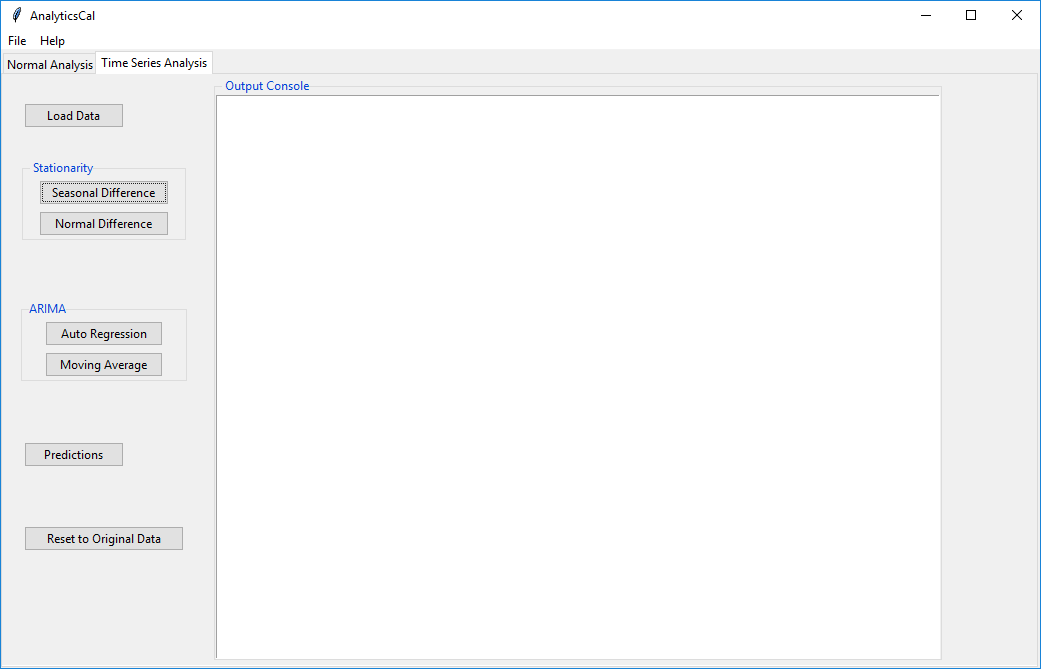 AnalyticsCal
File Help
Normal Analysis Time Series Analysis
Output Console
Load Data
Stationarity
Seasonal Difference
Normal Difference
ARIMA
Auto Regression
Moving Average
Predictions
Reset to Original Data